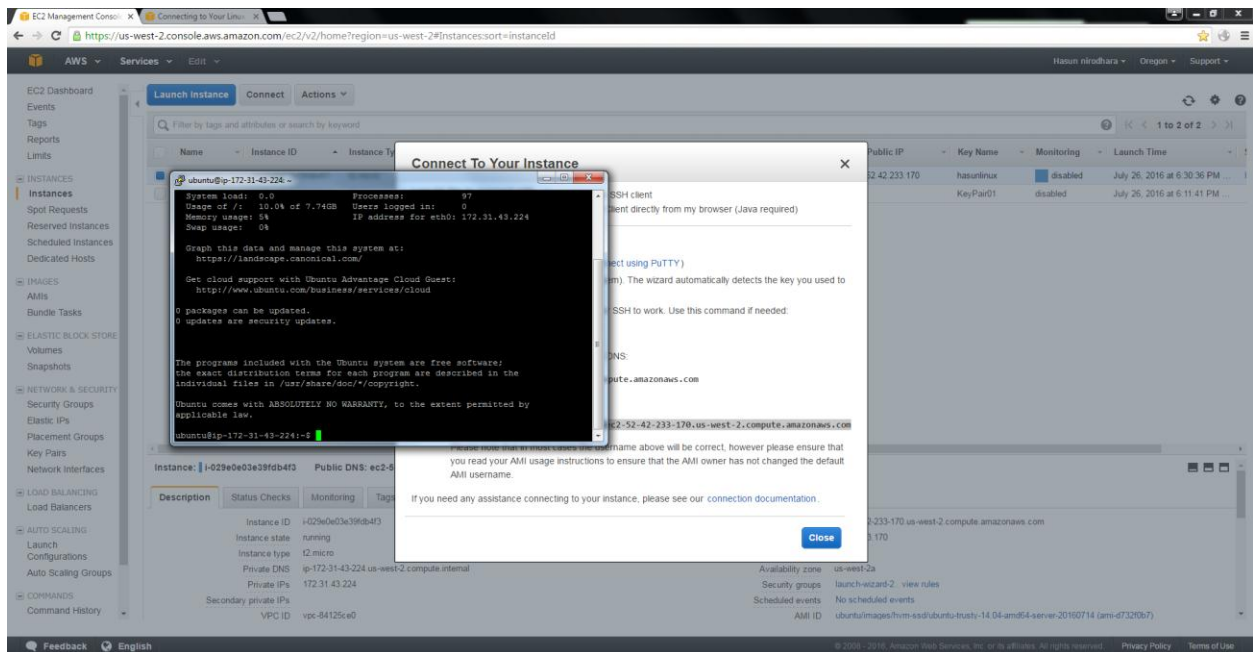 EC2 Management Consol
Connecting to Your Linux
https://us-west-2.console.aws.amazon.com/ec2/v2/home?region=us-west-2#Instances:sort=instanceId
AWS Services Edit Hasun nirodhara Oregon Support
EC2 Dashboard
Events
Tags
Reports
Limits
INSTANCES
Instances
Spot Requests
Reserved Instances
Scheduled Instances
Dedicated Hosts
IMAGES
AMIs
Bundle Tasks
ELASTIC BLOCK STORE
Volumes
Snapshots
NETWORK & SECURITY
Security Groups
Elastic IPs
Placement Groups
Key Pairs
Network Interfaces
LOAD BALANCING
Load Balancers
AUTO SCALING
Launch
Configurations
Auto Scaling Groups
COMMANDS
Command History
Launch Instance Connect Actions
Filter by tags and attributes or search by keyword 1 to 2 of 2
Name Instance ID Instance Ty Public IP Key Name Monitoring Launch Time
52.42.233.170 hasunlinux disabled July 26, 2016 at 6:30:36 PM ...
KeyPair01 disabled July 26, 2016 at 6:11:41 PM ...
Connect To Your Instance
SSH client
lient directly from my browser (Java required)
ect using PuTTY)
em). The wizard automatically detects the key you used to
SSH to work. Use this command if needed:
DNS:
pute.amazonaws.com
ec2-52-42-233-170.us-west-2.compute.amazonaws.com
Please note that in most cases the username above will be correct, however please ensure that
you read your AMI usage instructions to ensure that the AMI owner has not changed the default
AMI username.
If you need any assistance connecting to your instance, please see our connection documentation.
Close
ubuntu@ip-172-31-43-224: ~
System load: 0.0 Processes: 97
Usage of /: 10.0% of 7.74GB Users logged in: 0
Memory usage: 5% IP address for eth0: 172.31.43.224
Swap usage: 0%
Graph this data and manage this system at:
https://landscape.canonical.com/
Get cloud support with Ubuntu Advantage Cloud Guest:
http://www.ubuntu.com/business/services/cloud
0 packages can be updated.
0 updates are security updates.
The programs included with the Ubuntu system are free software;
the exact distribution terms for each program are described in the
individual files in /usr/share/doc/*/copyright.
Ubuntu comes with ABSOLUTELY NO WARRANTY, to the extent permitted by
applicable law.
ubuntu@ip-172-31-43-224:~$
Instance: i-029e0e03e39fdb4f3 Public DNS: ec2-5
Description Status Checks Monitoring Tags
Instance ID i-029e0e03e39fdb4f3
Instance state running
Instance type t2.micro
Private DNS ip-172-31-43-224.us-west-2.compute.internal
Private IPs 172.31.43.224
Secondary private IPs
VPC ID vpc-84125ce0
2-233-170.us-west-2.compute.amazonaws.com
3.170
Availability zone us-west-2a
Security groups launch-wizard-2. view rules
Scheduled events No scheduled events
AMI ID ubuntu/images/hvm-ssd/ubuntu-trusty-14.04-amd64-server-20160714 (ami-d732f0b7)
Feedback English
© 2008 - 2016, Amazon Web Services, Inc. or its affiliates. All rights reserved. Privacy Policy Terms of Use